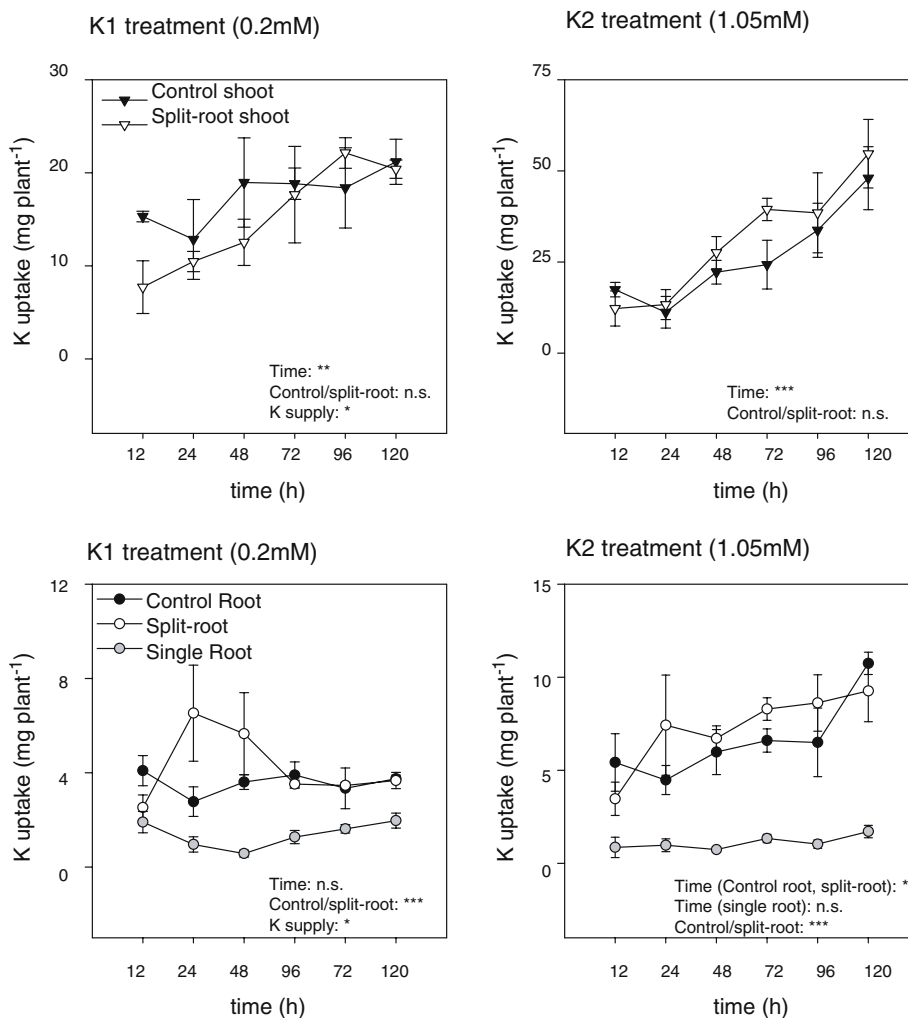 K1 treatment (0.2mM)
30
20
10
0
K uptake (mg plant-1)
Control shoot
Split-root shoot
Time: **
Control/split-root: n.s.
K supply: *
12 24 48 72 96 120
time (h)
K2 treatment (1.05mM)
75
50
25
0
K uptake (mg plant-1)
Time: ***
Control/split-root: n.s.
12 24 48 72 96 120
time (h)
K1 treatment (0.2mM)
12
8
4
0
K uptake (mg plant-1)
Control Root
Split-root
Single Root
Time: n.s.
Control/split-root: ***
K supply: *
12 24 48 96 72 120
time (h)
K2 treatment (1.05mM)
15
10
5
0
K uptake (mg plant-1)
Time (Control root, split-root): *
Time (single root): n.s.
Control/split-root: ***
12 24 48 72 96 120
time (h)